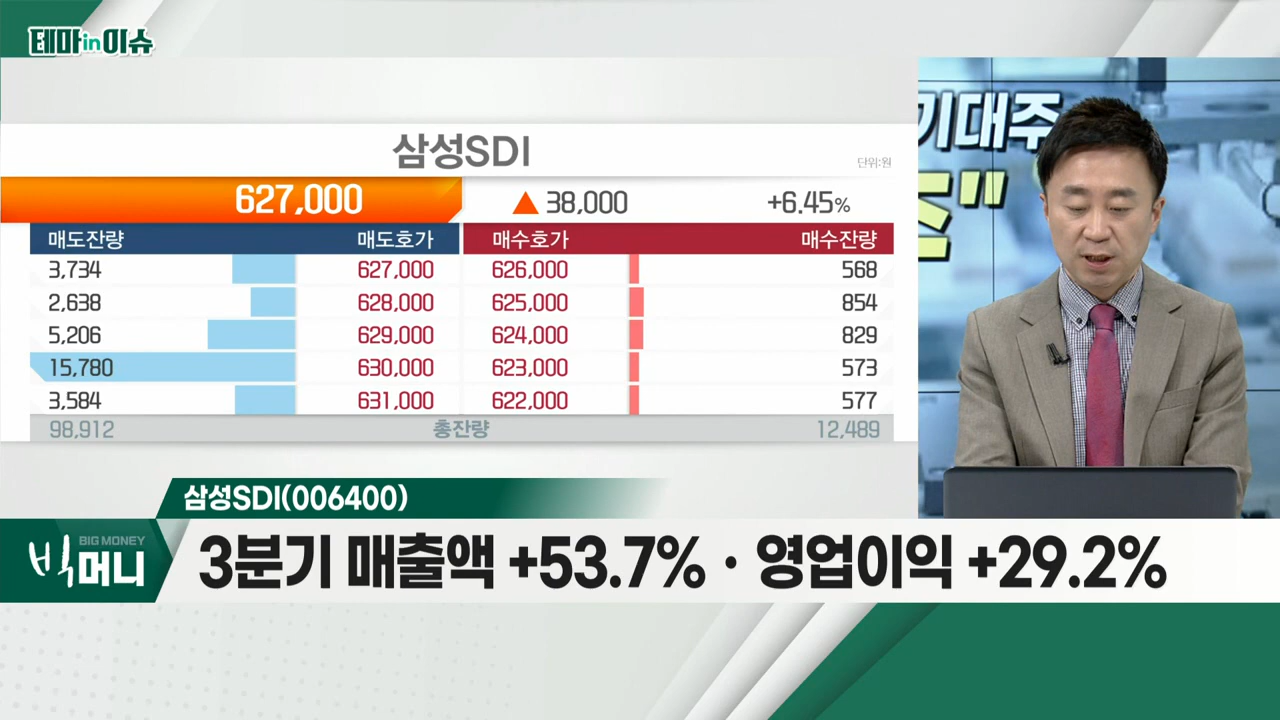 테마in이슈
삼성SDI
단위:원
627,000 ▲ 38,000 +6.45%
매도잔량 매도호가 매수호가 매수잔량
3,734 627,000 626,000 568
2,638 628,000 625,000 854
5,206 629,000 624,000 829
15,780 630,000 623,000 573
3,584 631,000 622,000 577
98,912 총잔량 12,489
기대주
"
삼성SDI(006400)
BIG MONEY
빅머니
3분기 매출액 +53.7% · 영업이익 +29.2%